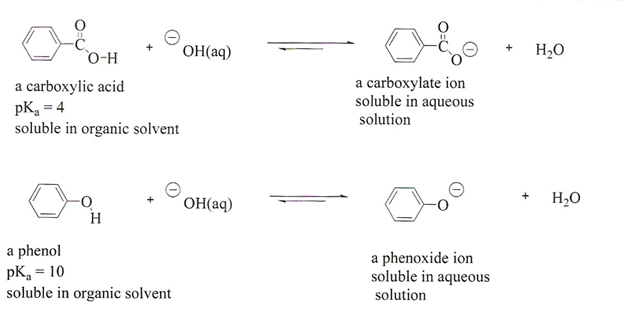 O
C
O-H
+
⊖
OH(aq)
O
C
O
⊖
+
H₂O
a carboxylic acid
pKₐ = 4
soluble in organic solvent
a carboxylate ion
soluble in aqueous
solution
O
H
+
⊖
OH(aq)
O
⊖
+
H₂O
a phenol
pKₐ = 10
soluble in organic solvent
a phenoxide ion
soluble in aqueous
solution